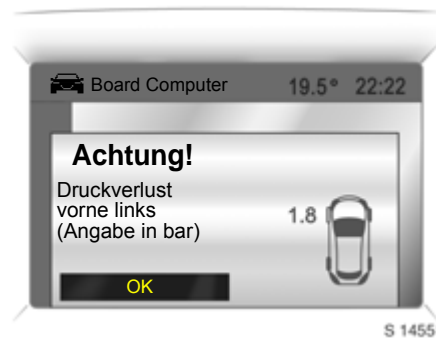 Board Computer 19.5° 22:22
Achtung!
Druckverlust
vorne links
(Angabe in bar)
1.8
OK
S 1455